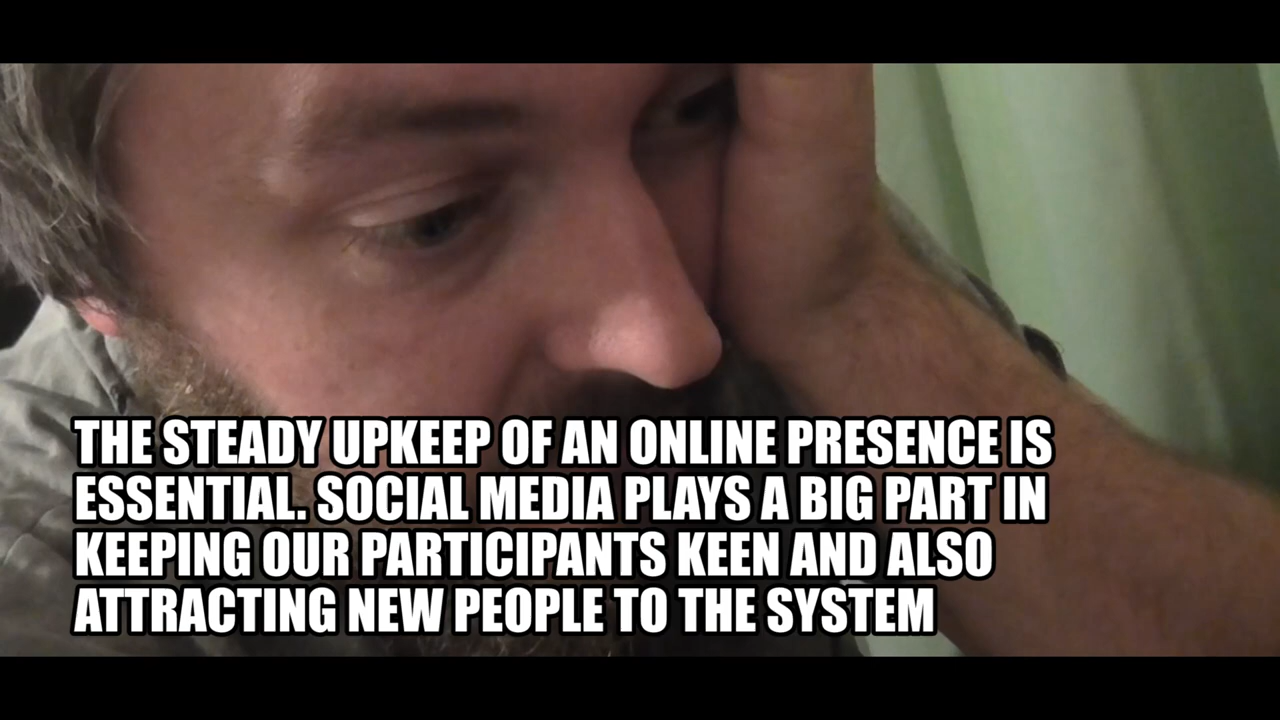 THE STEADY UPKEEP OF AN ONLINE PRESENCE IS
ESSENTIAL. SOCIAL MEDIA PLAYS A BIG PART IN
KEEPING OUR PARTICIPANTS KEEN AND ALSO
ATTRACTING NEW PEOPLE TO THE SYSTEM